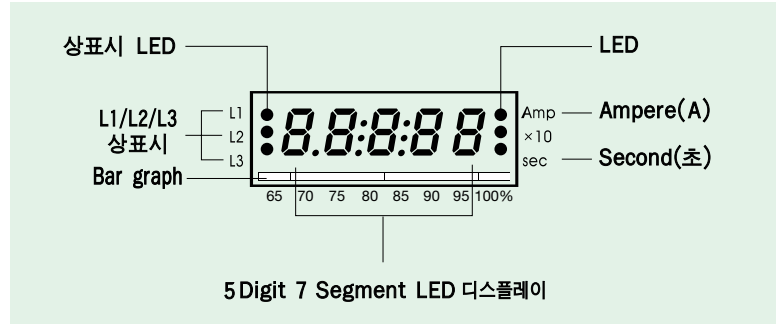 상표시 LED
LED
L1/L2/L3
상표시
L1
L2
L3
8.8:8:8 8
Amp
×10
sec
Ampere(A)
Second(초)
Bar graph
65 70 75 80 85 90 95 100%
5 Digit 7 Segment LED 디스플레이